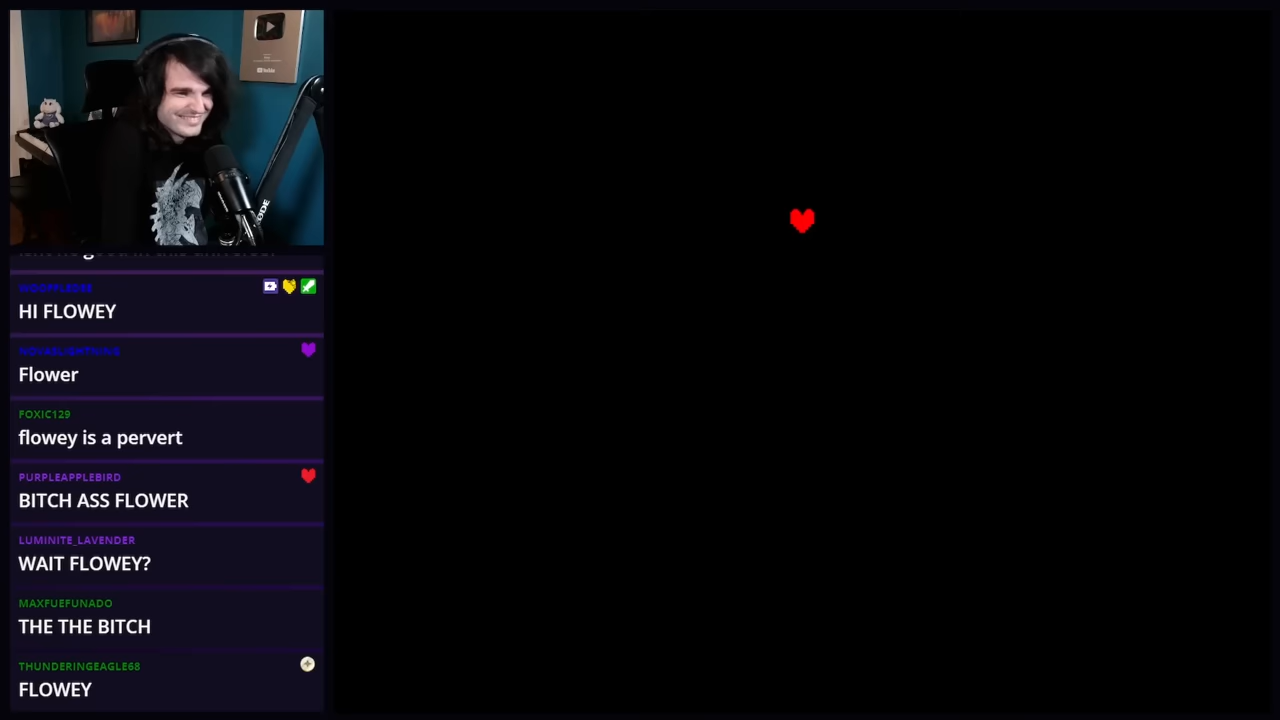 HI FLOWEY
Flower
FOXIC129
flowey is a pervert
PURPLEAPPLEBIRD
BITCH ASS FLOWER
LUMINITE_LAVENDER
WAIT FLOWEY?
MAXFUEFUNADO
THE THE BITCH
THUNDERINGEAGLE68
FLOWEY